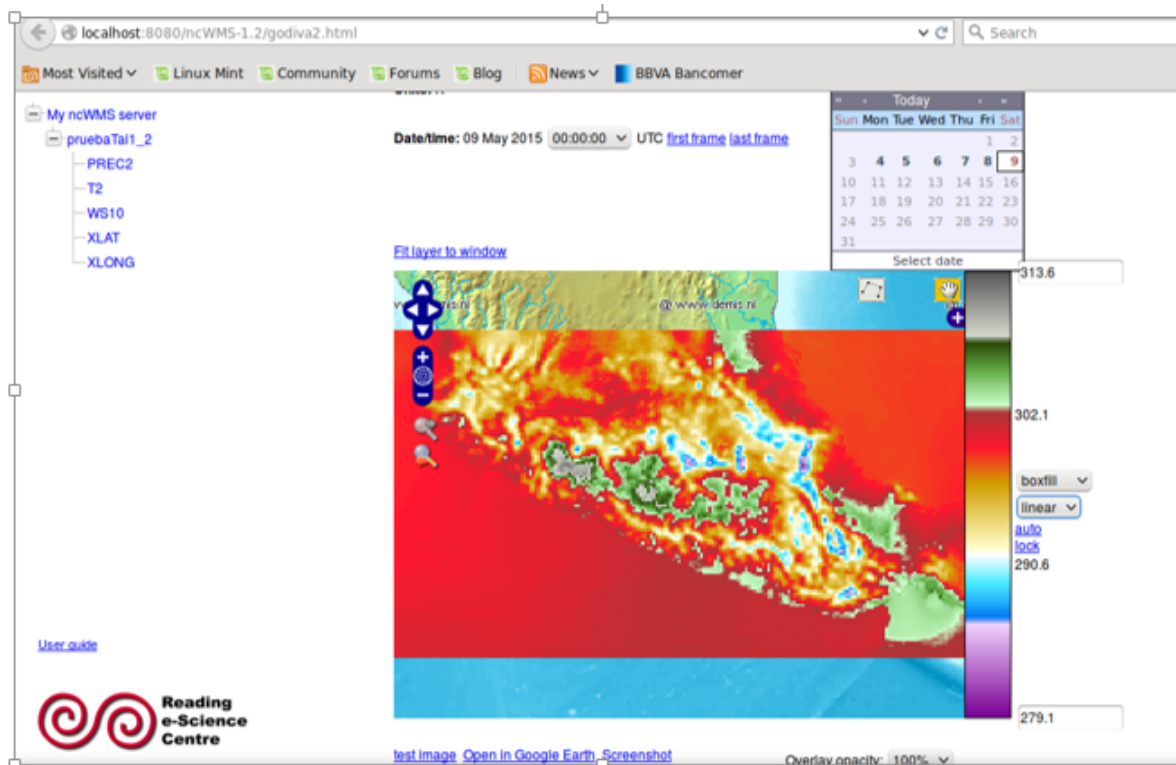 localhost:8080/ncWMS-1.2/godiva2.html
Search
Most Visited Linux Mint Community Forums Blog News BBVA Bancomer
My ncWMS server
pruebaTal1_2
PREC2
T2
WS10
XLAT
XLONG
User guide
Reading
e-Science
Centre
Date/time: 09 May 2015 00:00:00 UTC first frame last frame
« ‹ Today › »
Sun Mon Tue Wed Thu Fri Sat
1 2
3 4 5 6 7 8 9
10 11 12 13 14 15 16
17 18 19 20 21 22 23
24 25 26 27 28 29 30
31
Select date
Fit layer to window
@ www.demis.nl
313.6
302.1
boxfill
linear
auto
lock
290.6
279.1
test image Open in Google Earth Screenshot
Overlay opacity: 100%